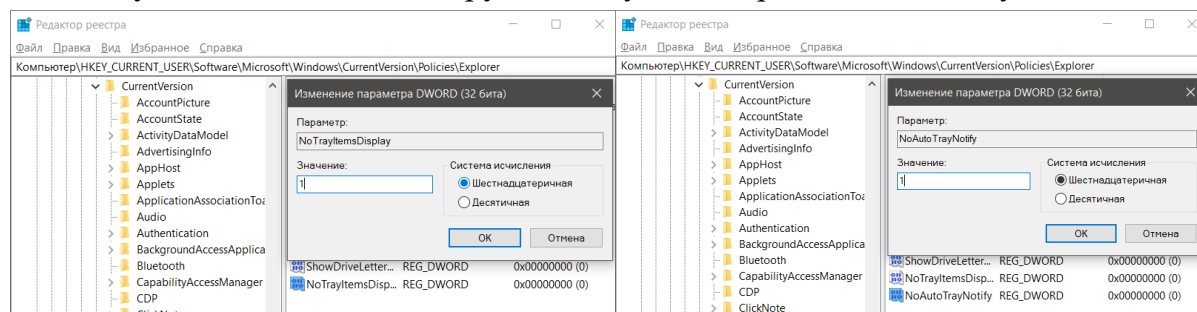 Редактор реестра
Файл Правка Вид Избранное Справка
Компьютер\HKEY_CURRENT_USER\Software\Microsoft\Windows\CurrentVersion\Policies\Explorer
CurrentVersion
AccountPicture
AccountState
ActivityDataModel
AdvertisingInfo
AppHost
Applets
ApplicationAssociationToa
Audio
Authentication
BackgroundAccessApplica
Bluetooth
CapabilityAccessManager
CDP
Изменение параметра DWORD (32 бита)
Параметр:
NoTrayItemsDisplay
Значение:
Система исчисления
1
Шестнадцатеричная
Десятичная
OK
Отмена
ShowDriveLetter... REG_DWORD 0x00000000 (0)
NoTrayItemsDisp... REG_DWORD 0x00000000 (0)
Редактор реестра
Файл Правка Вид Избранное Справка
Компьютер\HKEY_CURRENT_USER\Software\Microsoft\Windows\CurrentVersion\Policies\Explorer
CurrentVersion
AccountPicture
AccountState
ActivityDataModel
AdvertisingInfo
AppHost
Applets
ApplicationAssociationToa
Audio
Authentication
BackgroundAccessApplica
Bluetooth
CapabilityAccessManager
CDP
ClickNote
Изменение параметра DWORD (32 бита)
Параметр:
NoAutoTrayNotify
Значение:
Система исчисления
1
Шестнадцатеричная
Десятичная
OK
Отмена
ShowDriveLetter... REG_DWORD 0x00000000 (0)
NoTrayItemsDisp... REG_DWORD 0x00000000 (0)
NoAutoTrayNotify REG_DWORD 0x00000000 (0)